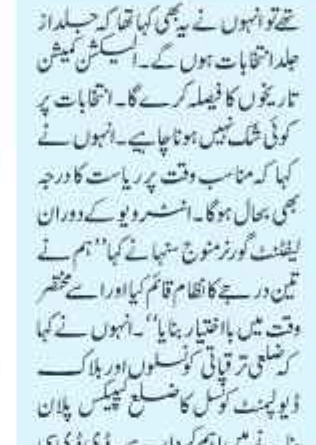 تھے تو انہوں نے یہ بھی کہا تھا کہ جلد از
جلد انتخابات ہوں گے۔ الیکشن کمیشن
تاریخوں کا فیصلہ کرے گا۔ انتخابات پر
کوئی شک نہیں ہونا چاہیے۔ انہوں نے
کہا کہ مناسب وقت پر ریاست کا درجہ
بھی بحال ہوگا۔ انٹرویو کے دوران
لیفٹنٹ گورنر منوج سنہا نے کہا ’’ہم نے
تین درجے کا نظام قائم کیا اور اسے مختصر
وقت میں بااختیار بنایا‘‘۔ انہوں نے کہا
کہ ضلعی ترقیاتی کونسلوں اور بلاک
ڈیولپمنٹ کونسل کا ضلع کیپیکس پلان